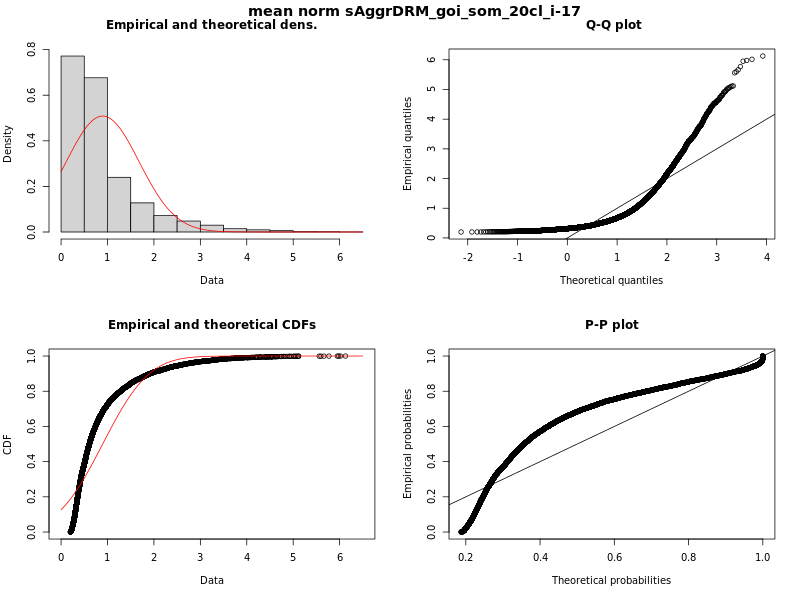 mean norm sAggrDRM_goi_som_20cl_i-17
Empirical and theoretical dens.
Density
0.0 0.2 0.4 0.6 0.8
0 1 2 3 4 5 6
Data
Q-Q plot
Empirical quantiles
0 1 2 3 4 5 6
-2 -1 0 1 2 3 4
Theoretical quantiles
Empirical and theoretical CDFs
CDF
0.0 0.2 0.4 0.6 0.8 1.0
0 1 2 3 4 5 6
Data
P-P plot
Empirical probabilities
0.0 0.2 0.4 0.6 0.8 1.0
0.2 0.4 0.6 0.8 1.0
Theoretical probabilities